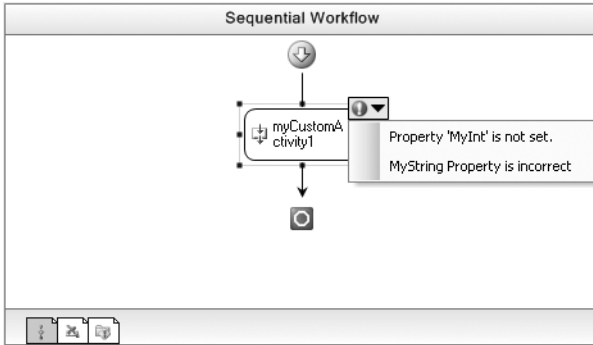 Sequential Workflow
myCustomA
ctivity1
Property 'MyInt' is not set.
MyString Property is incorrect